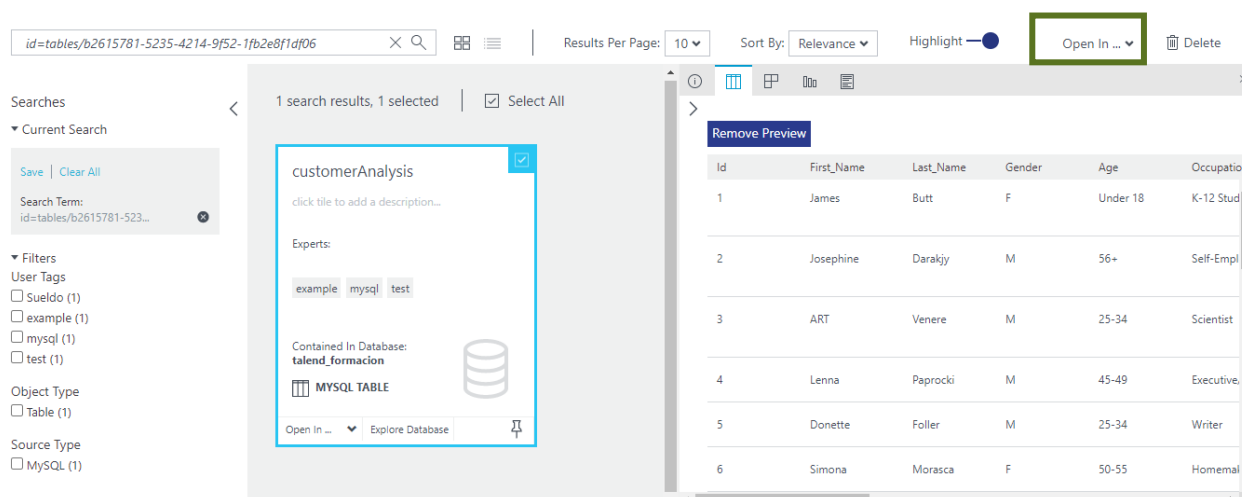 id=tables/b2615781-5235-4214-9f52-1fb2e8f1df06
Results Per Page: 10
Sort By: Relevance
Highlight
Open In ...
Delete
Searches
Current Search
Save | Clear All
Search Term:
id=tables/b2615781-523...
Filters
User Tags
Sueldo (1)
example (1)
mysql (1)
test (1)
Object Type
Table (1)
Source Type
MySQL (1)
1 search results, 1 selected
Select All
customerAnalysis
click tile to add a description...
Experts:
example mysql test
Contained In Database:
talend_formacion
MYSQL TABLE
Open In ... Explore Database
Remove Preview
Id First_Name Last_Name Gender Age Occupatio
1 James Butt F Under 18 K-12 Stud
2 Josephine Darakjy M 56+ Self-Empl
3 ART Venere M 25-34 Scientist
4 Lenna Paprocki M 45-49 Executive,
5 Donette Foller M 25-34 Writer
6 Simona Morasca F 50-55 Homemak